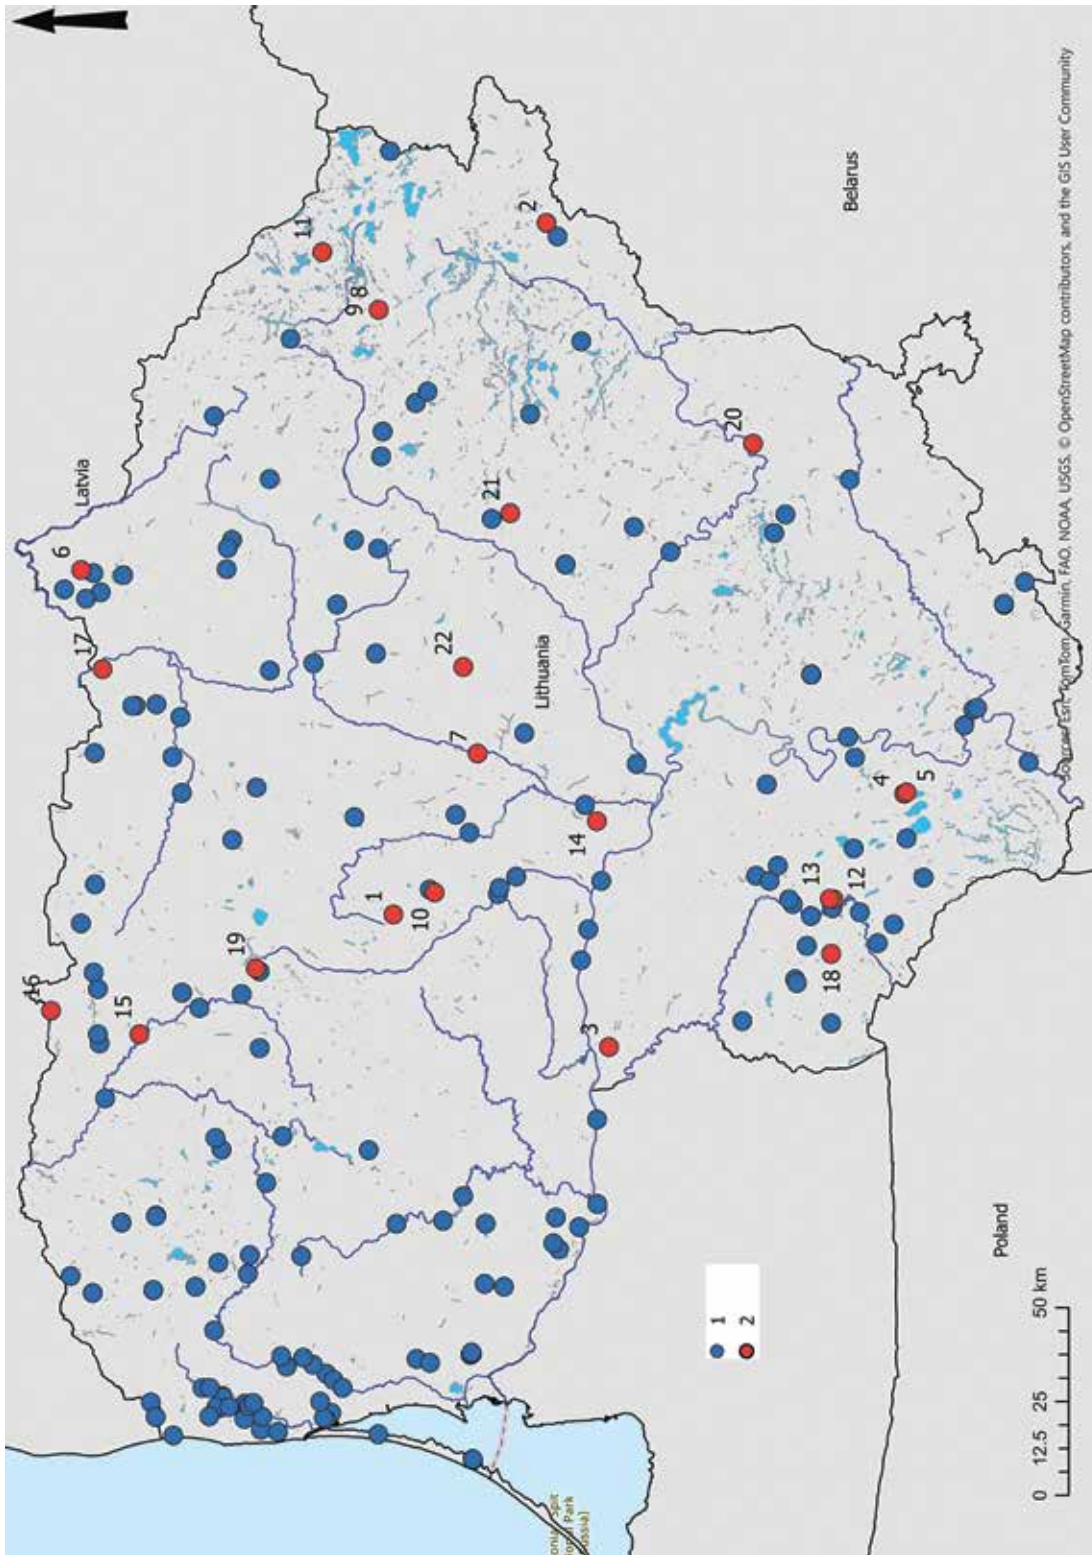 Latvia
Lithuania
Belarus
Poland
1
2
3
4
5
6
7
9 8
10
11
12
13
14
15
16
17
18
19
20
21
22
1
2
0 12.5 25 50 km
Sources: Esri, TomTom, Garmin, FAO, NOAA, USGS, © OpenStreetMap contributors, and the GIS User Community
Spit
Park